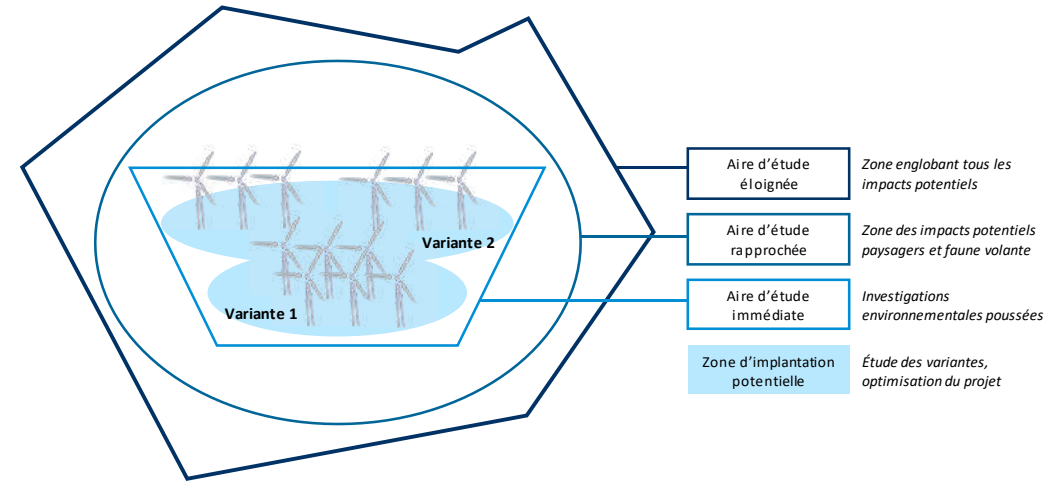 Variante 2
Variante 1
Aire d'étude
éloignée
Zone englobant tous les
impacts potentiels
Aire d'étude
rapprochée
Zone des impacts potentiels
paysagers et faune volante
Aire d'étude
immédiate
Investigations
environnementales poussées
Zone d'implantation
potentielle
Étude des variantes,
optimisation du projet